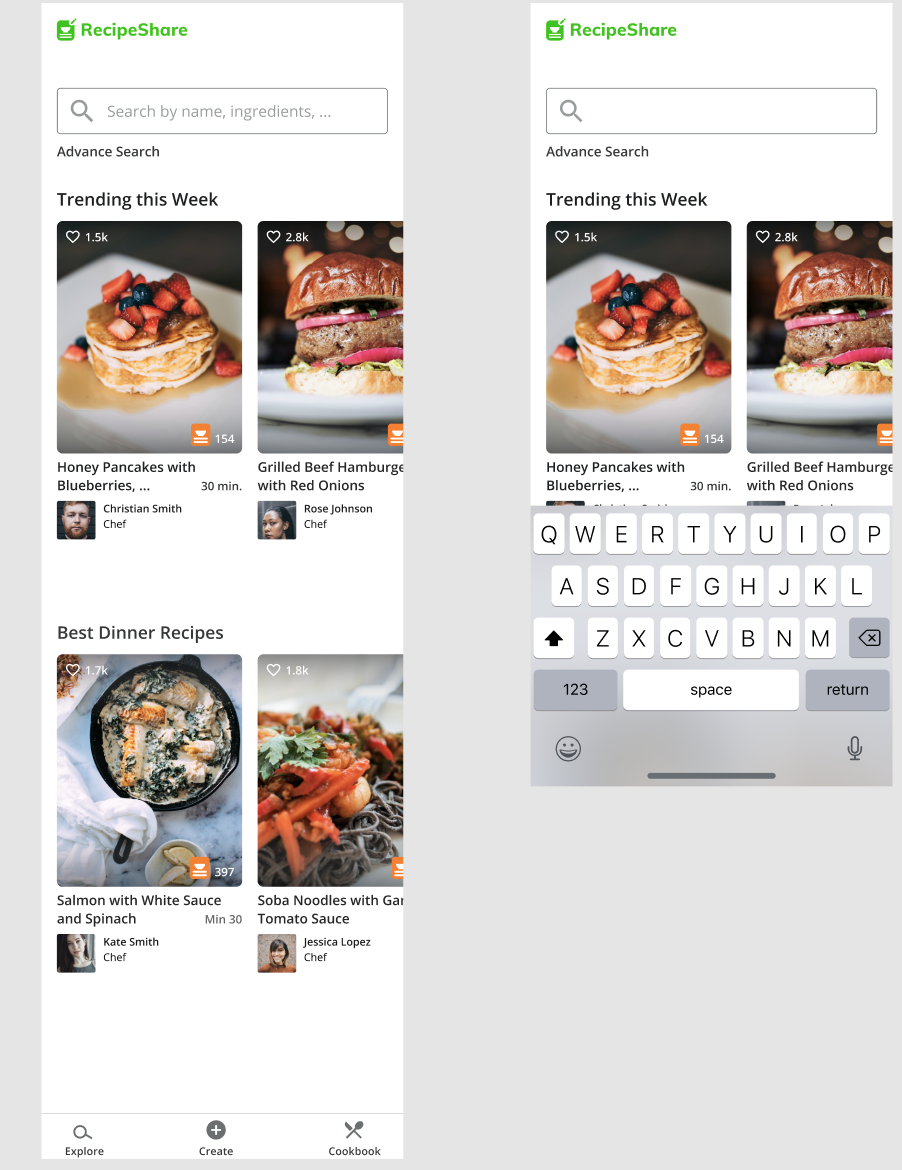 RecipeShare
Search by name, ingredients, ...
Advance Search
Trending this Week
1.5k
2.8k
154
Honey Pancakes with
Blueberries, ...
30 min.
Grilled Beef Hamburge
with Red Onions
Christian Smith
Chef
Rose Johnson
Chef
Best Dinner Recipes
1.7k
1.8k
397
Salmon with White Sauce
and Spinach
Min 30
Soba Noodles with Gar
Tomato Sauce
Kate Smith
Chef
Jessica Lopez
Chef
Explore
Create
Cookbook
RecipeShare
Advance Search
Trending this Week
1.5k
2.8k
154
Honey Pancakes with
Blueberries, ...
30 min.
Grilled Beef Hamburge
with Red Onions
Q W E R T Y U I O P
A S D F G H J K L
Z X C V B N M
123 space return